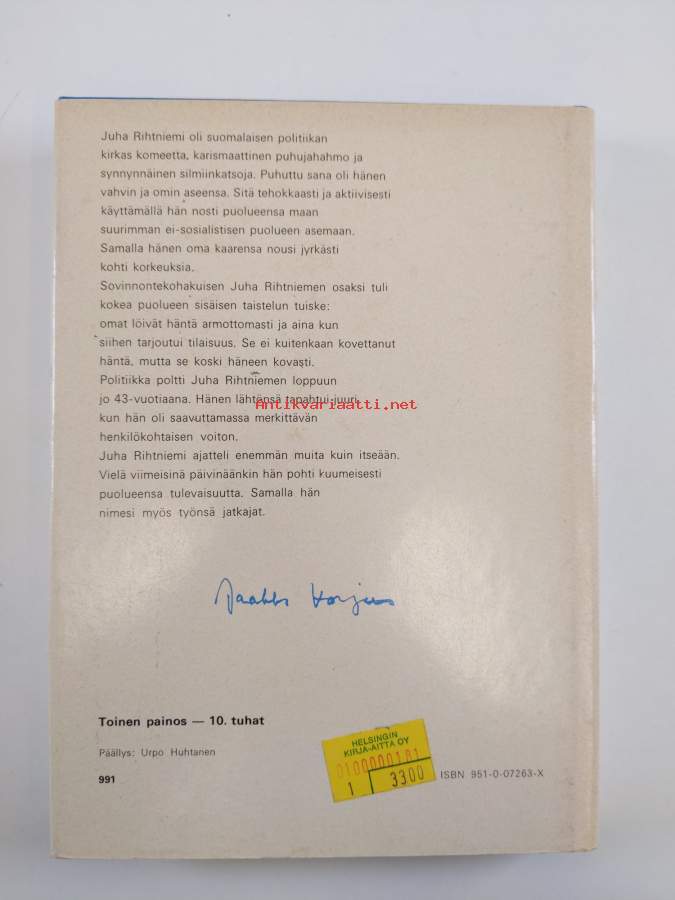 Juha Rihtniemi oli suomalaisen politiikan
kirkas komeetta, karismaattinen puhujahahmo ja
synnynnäinen silmiinkatsoja. Puhuttu sana oli hänen
vahvin ja omin aseensa. Sitä tehokkaasti ja aktiivisesti
käyttämällä hän nosti puolueensa maan
suurimman ei-sosialistisen puolueen asemaan.
Samalla hänen oma kaarensa nousi jyrkästi
kohti korkeuksia.
Sovinnontekohakuisen Juha Rihtniemen osaksi tuli
kokea puolueen sisäisen taistelun tuiske:
omat löivät häntä armottomasti ja aina kun
siihen tarjoutui tilaisuus. Se ei kuitenkaan kovettanut
häntä, mutta se koski häneen kovasti.
Politiikka poltti Juha Rihtniemen loppuun
jo 43-vuotiaana. Hänen lähtönsä tapahtui juuri
Antikvariaatti.net
kun hän oli saavuttamassa merkittävän
henkilökohtaisen voiton.
Juha Rihtniemi ajatteli enemmän muita kuin itseään.
Vielä viimeisinä päivinäänkin hän pohti kuumeisesti
puolueensa tulevaisuutta. Samalla hän
nimesi myös työnsä jatkajat.
Jaakko Korjus
Toinen painos — 10. tuhat
Päällys: Urpo Huhtanen
991
HELSINGIN
KIRJA-AITTA OY
0100000181
1 3300
ISBN 951-0-07263-X